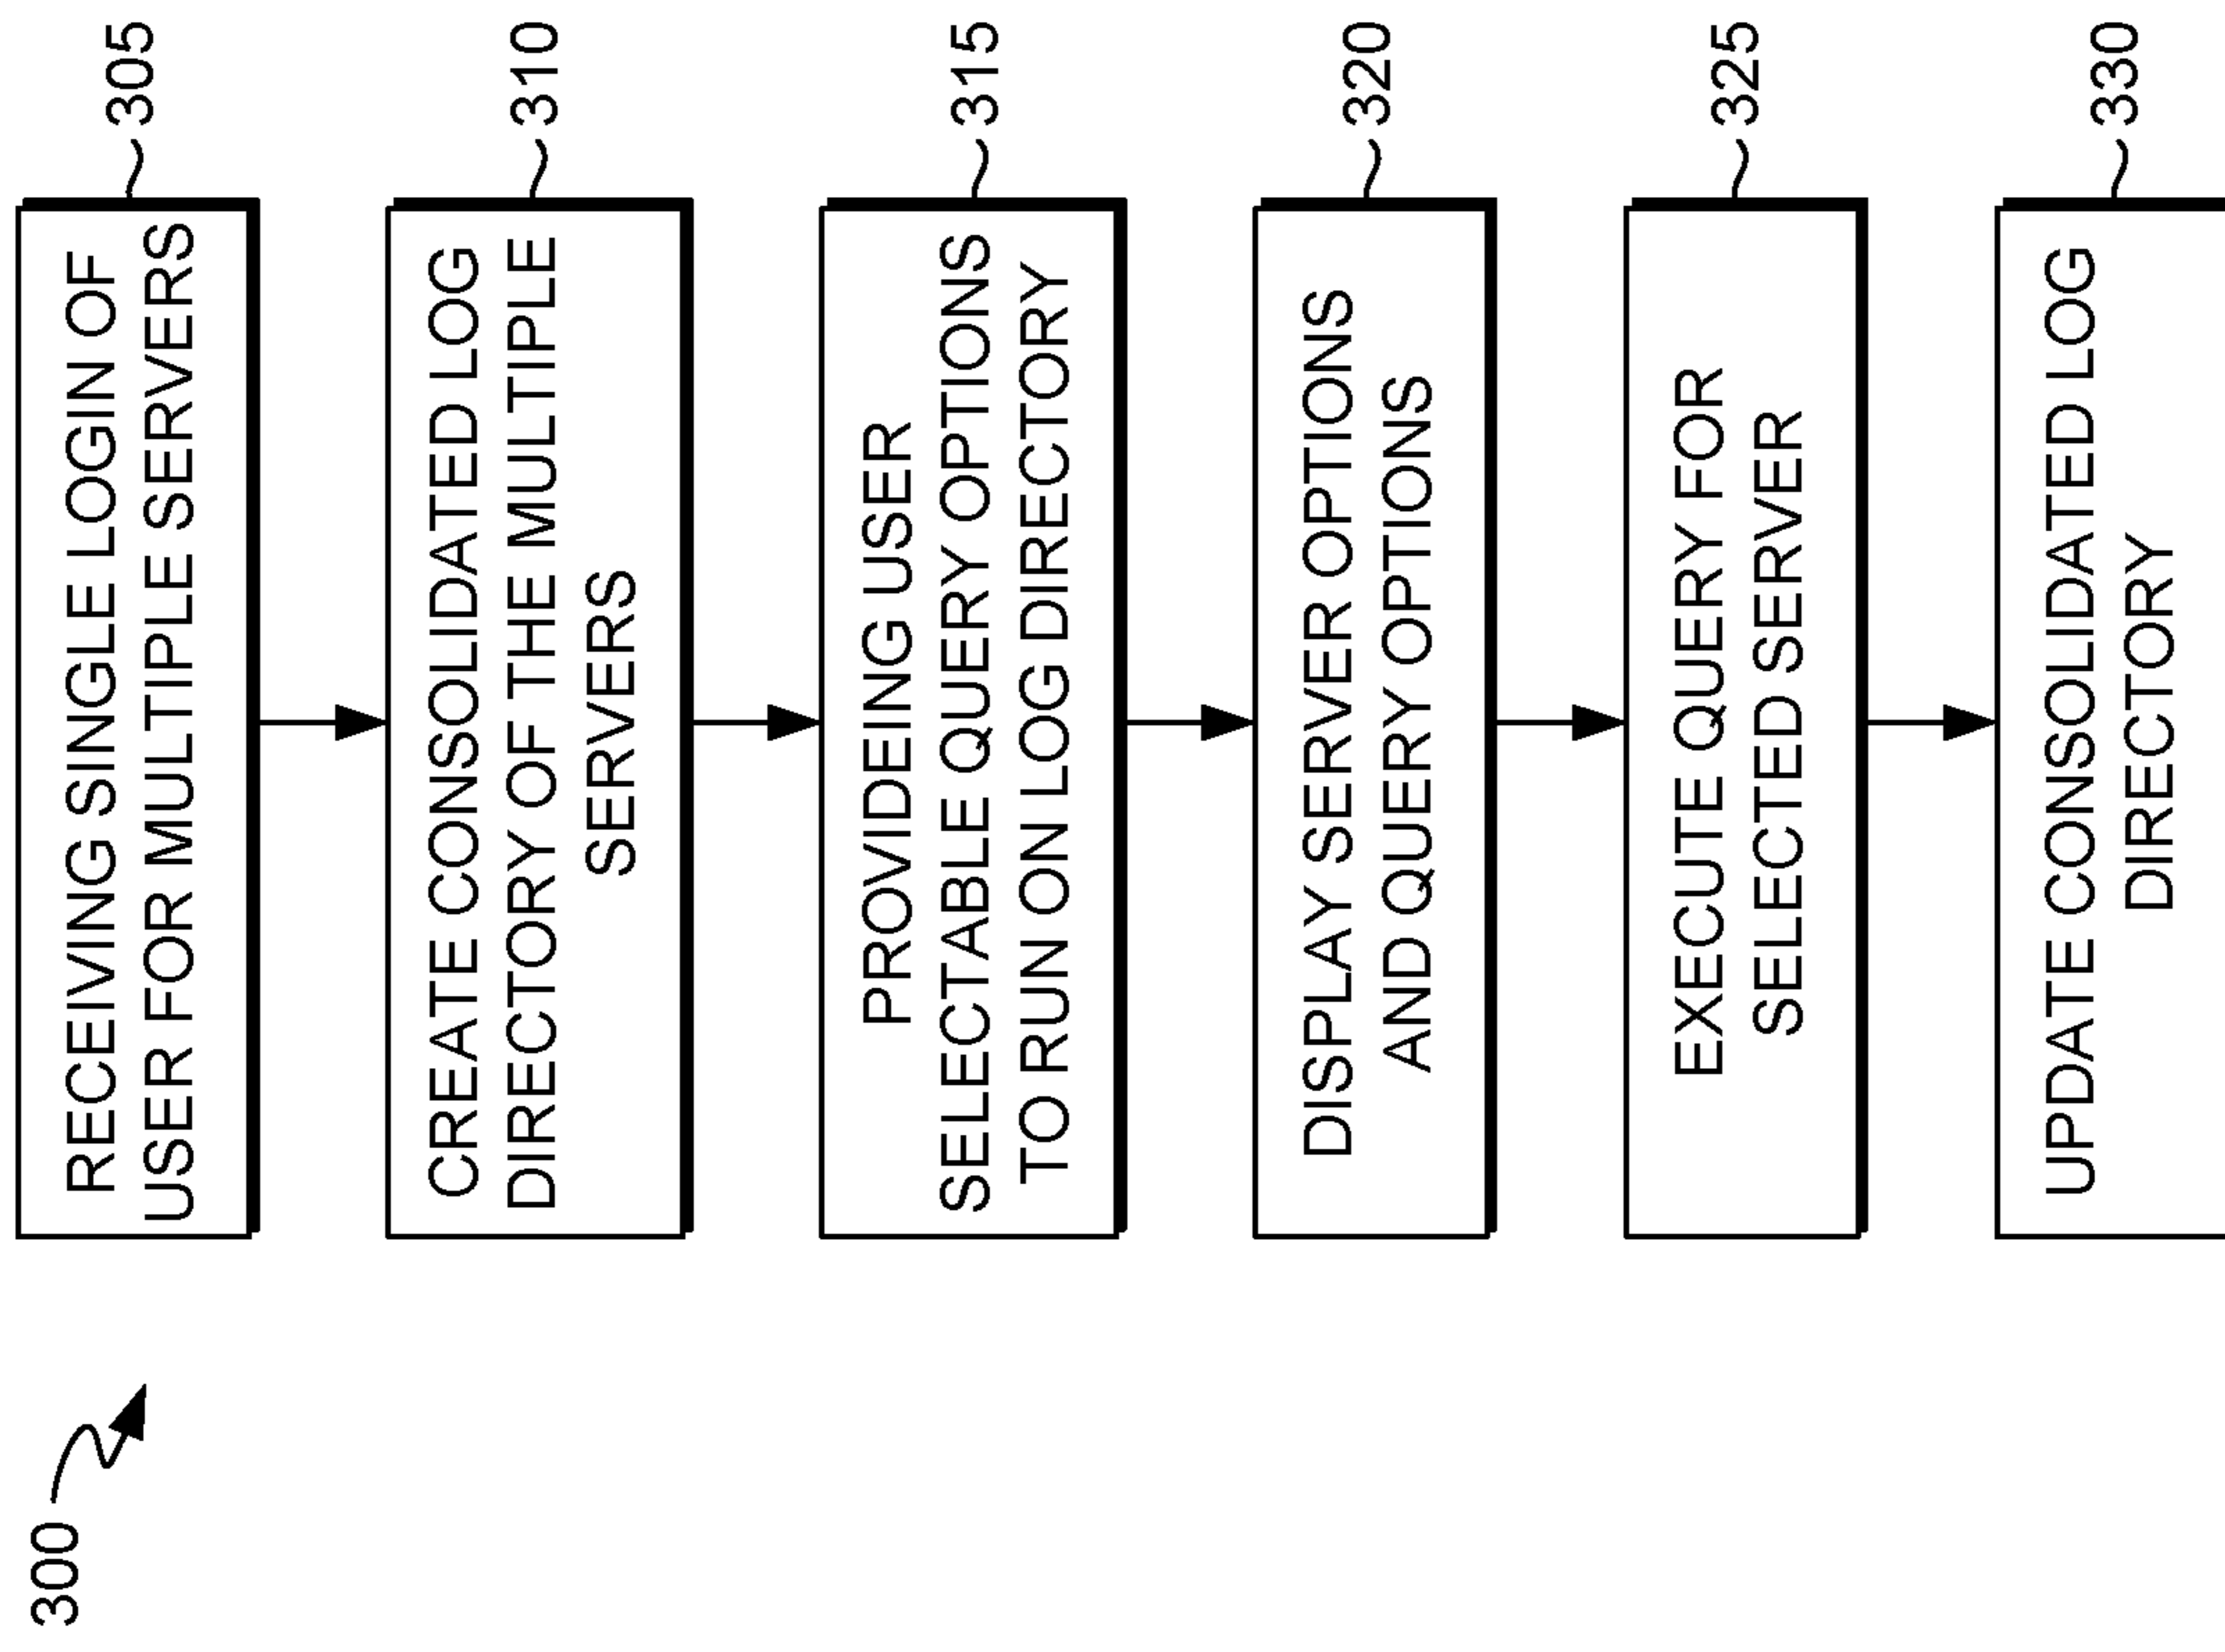 300
RECEIVING SINGLE LOGIN OF
USER FOR MULTIPLE SERVERS
305
CREATE CONSOLIDATED LOG
DIRECTORY OF THE MULTIPLE
SERVERS
310
PROVIDEING USER
SELECTABLE QUERY OPTIONS
TO RUN ON LOG DIRECTORY
315
DISPLAY SERVER OPTIONS
AND QUERY OPTIONS
320
EXECUTE QUERY FOR
SELECTED SERVER
325
UPDATE CONSOLIDATED LOG
DIRECTORY
330